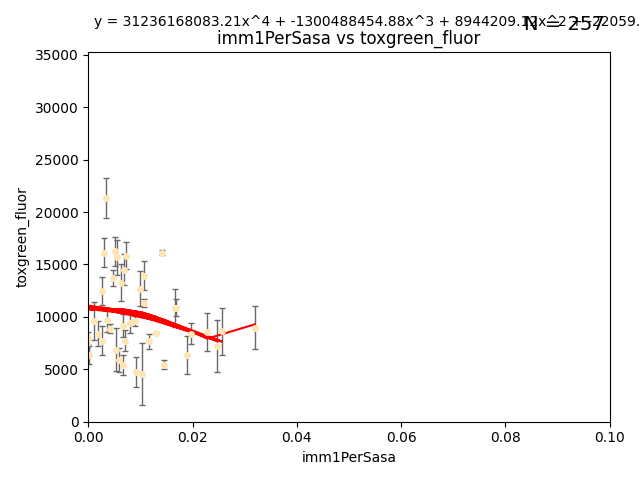 y = 31236168083.21x^4 + -1300488454.88x^3 + 8944209.12x^2 + -22059.
N = 257
imm1PerSasa vs toxgreen_fluor
35000
30000
25000
20000
15000
10000
5000
0
toxgreen_fluor
0.00 0.02 0.04 0.06 0.08 0.10
imm1PerSasa